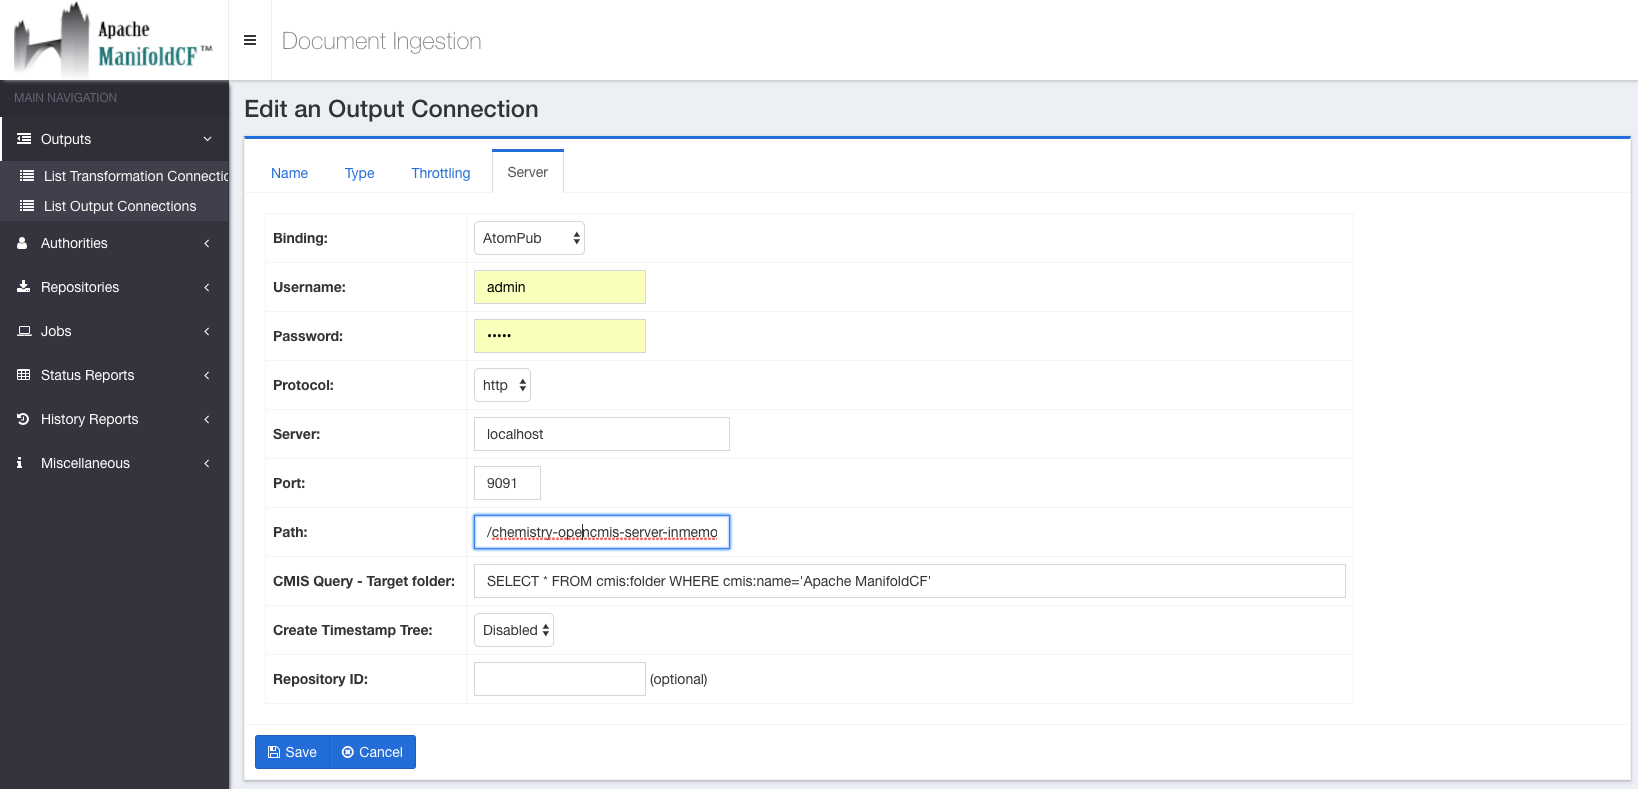 Apache
ManifoldCF™
Document Ingestion
MAIN NAVIGATION
Outputs
List Transformation Connectio
List Output Connections
Authorities
Repositories
Jobs
Status Reports
History Reports
Miscellaneous
Edit an Output Connection
Name Type Throttling Server
Binding: AtomPub
Username: admin
Password: •••••
Protocol: http
Server: localhost
Port: 9091
Path: /chemistry-opencmis-server-inmemo
CMIS Query - Target folder: SELECT * FROM cmis:folder WHERE cmis:name='Apache ManifoldCF'
Create Timestamp Tree: Disabled
Repository ID: (optional)
Save Cancel